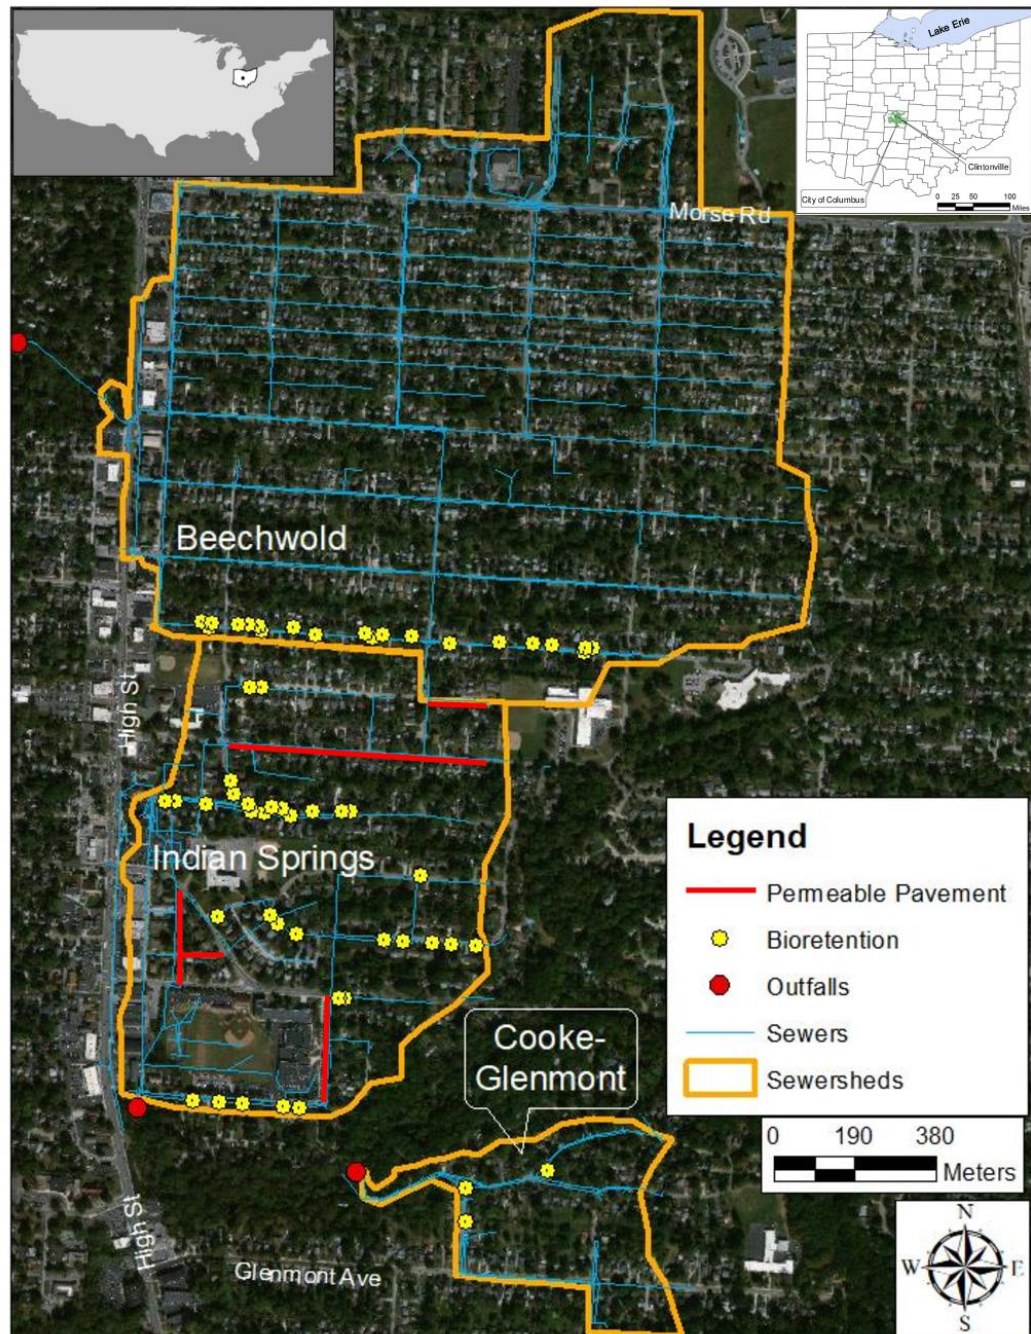 Lake Erie
Clintonville
City of Columbus
0 25 50 100
Miles
Morse Rd
Beechwold
High St
Indian Springs
Legend
Permeable Pavement
Bioretention
Outfalls
Sewers
Sewersheds
Cooke-
Glenmont
0 190 380
Meters
High St
Glenmont Ave
N
W E
S